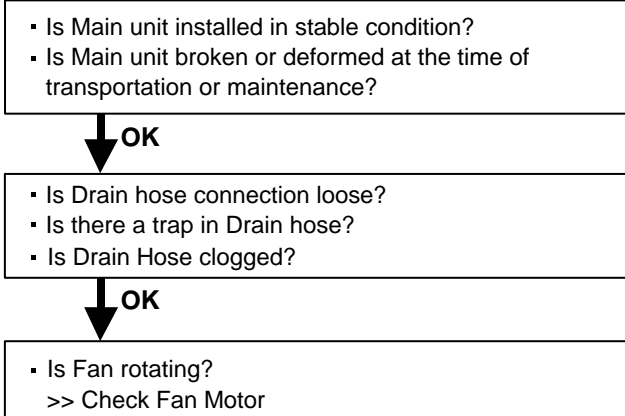 ▪ Is Main unit installed in stable condition?
▪ Is Main unit broken or deformed at the time of
transportation or maintenance?
OK
▪ Is Drain hose connection loose?
▪ Is there a trap in Drain hose?
▪ Is Drain Hose clogged?
OK
▪ Is Fan rotating?
>> Check Fan Motor